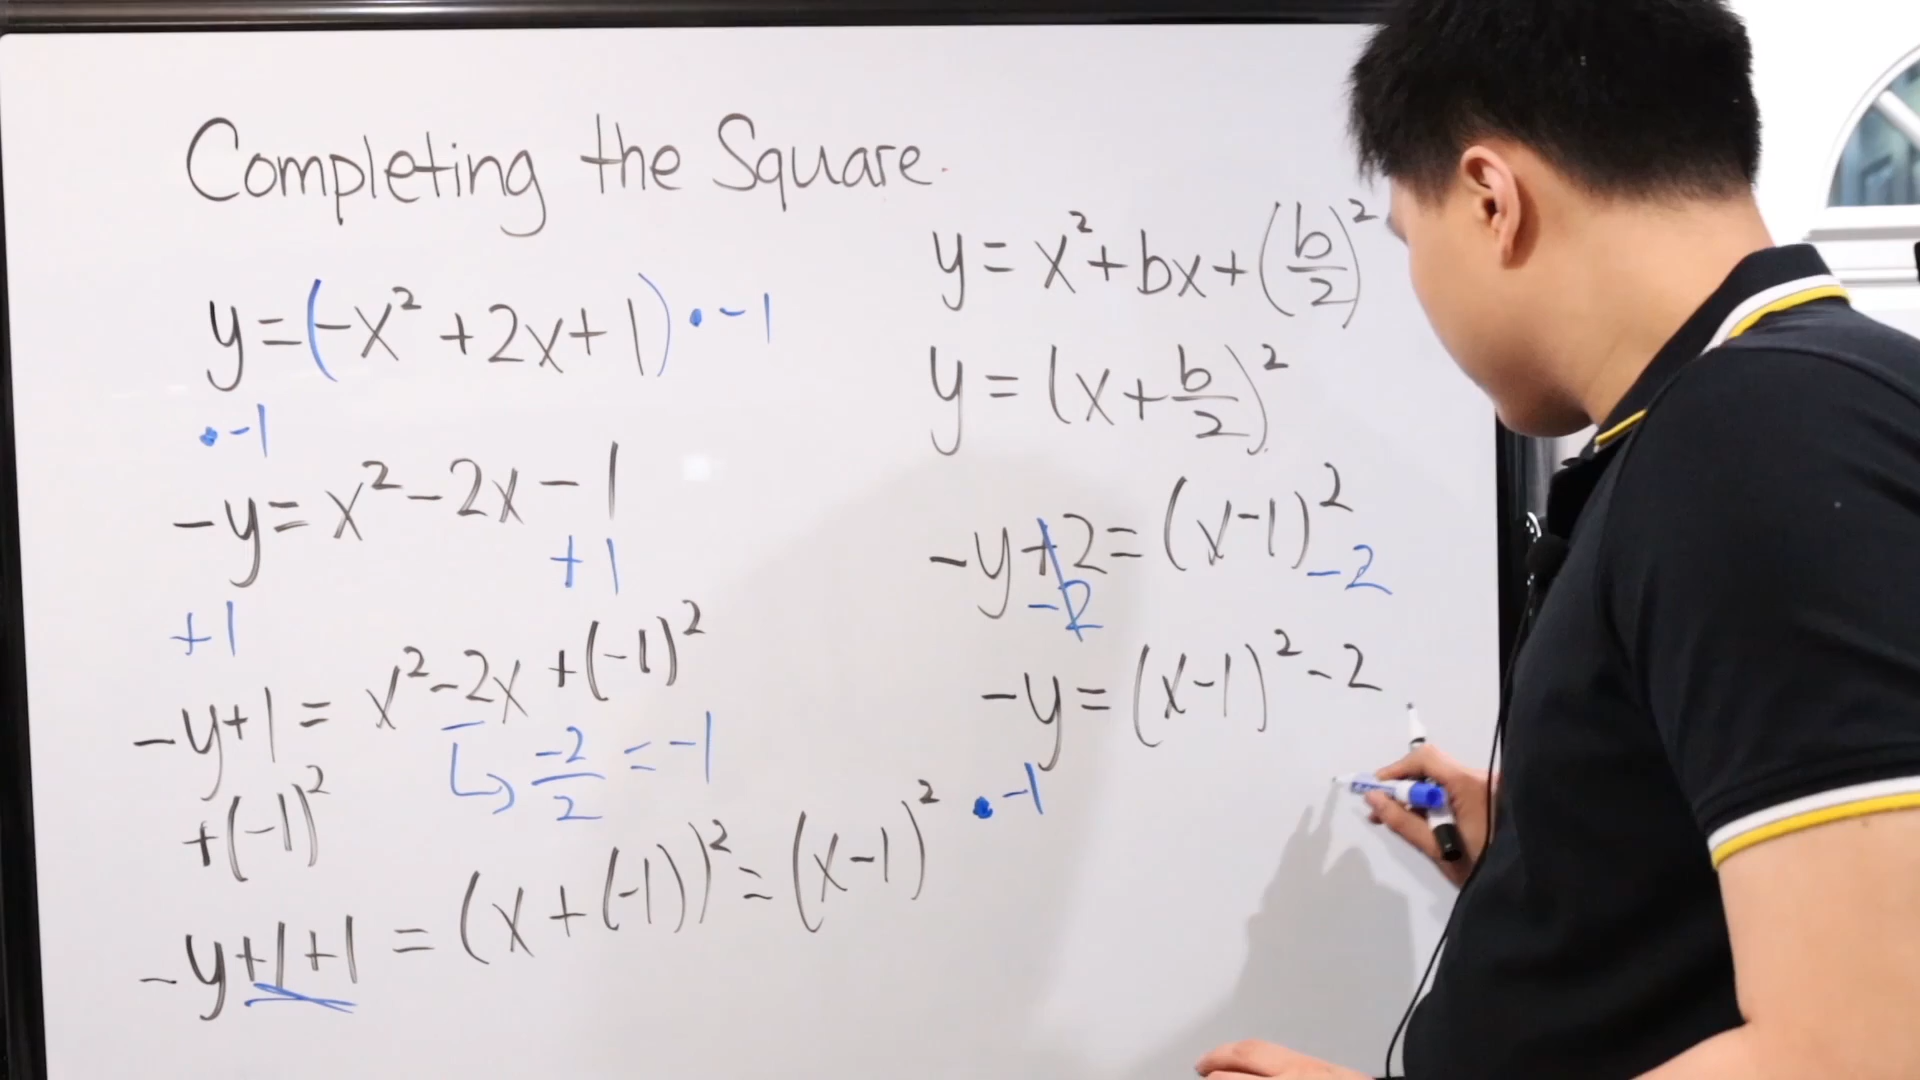 Completing the Square.
y=(-x²+2x+1)•-1
•-1
-y=x²-2x-1
+1
+1
-y+1=x²-2x+(-1)²
+(-1)²
↳ -2/2=-1
-y+1+1=(x+(-1))²=(x-1)²
y=x²+bx+(b/2)²
y=(x+b/2)²
-y+2=(x-1)²
-2 -2
-y=(x-1)²-2
•-1